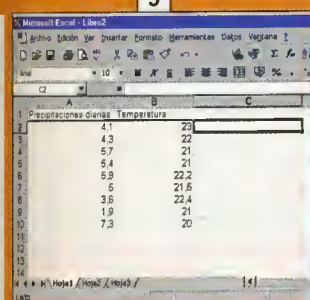 5
Microsoft Excel - Libro2
Archivo Edición Ver Insertar Formato Herramientas Datos Ventana ?
Arial 10 N K S %
C2
A B C
1 Precipitaciones diarias Temperatura
2 4,1 23
3 4,3 22
4 5,7 21
5 5,4 21
6 5,9 22,2
7 5 21,6
8 3,6 22,4
9 1,9 21
10 7,3 20
11
12
13
14
Hoja1 Hoja2 Hoja3
Listo